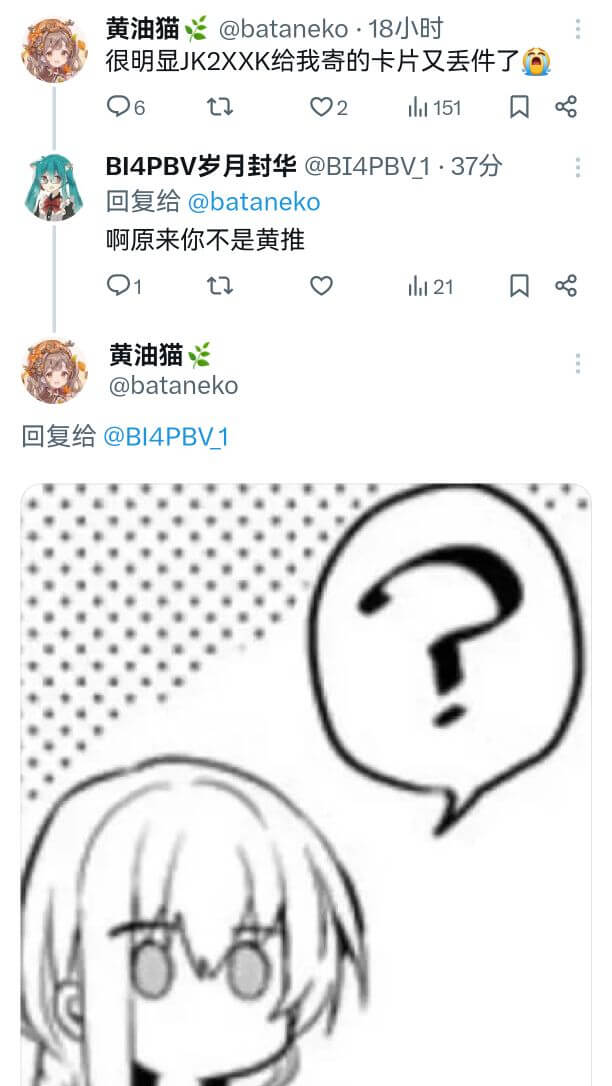 黄油猫🌿 @bataneko · 18小时
很明显JK2XXK给我寄的卡片又丢件了😭
6 2 151
BI4PBV岁月封华 @BI4PBV_1 · 37分
回复给 @bataneko
啊原来你不是黄推
1 21
黄油猫🌿
@bataneko
回复给 @BI4PBV_1
?